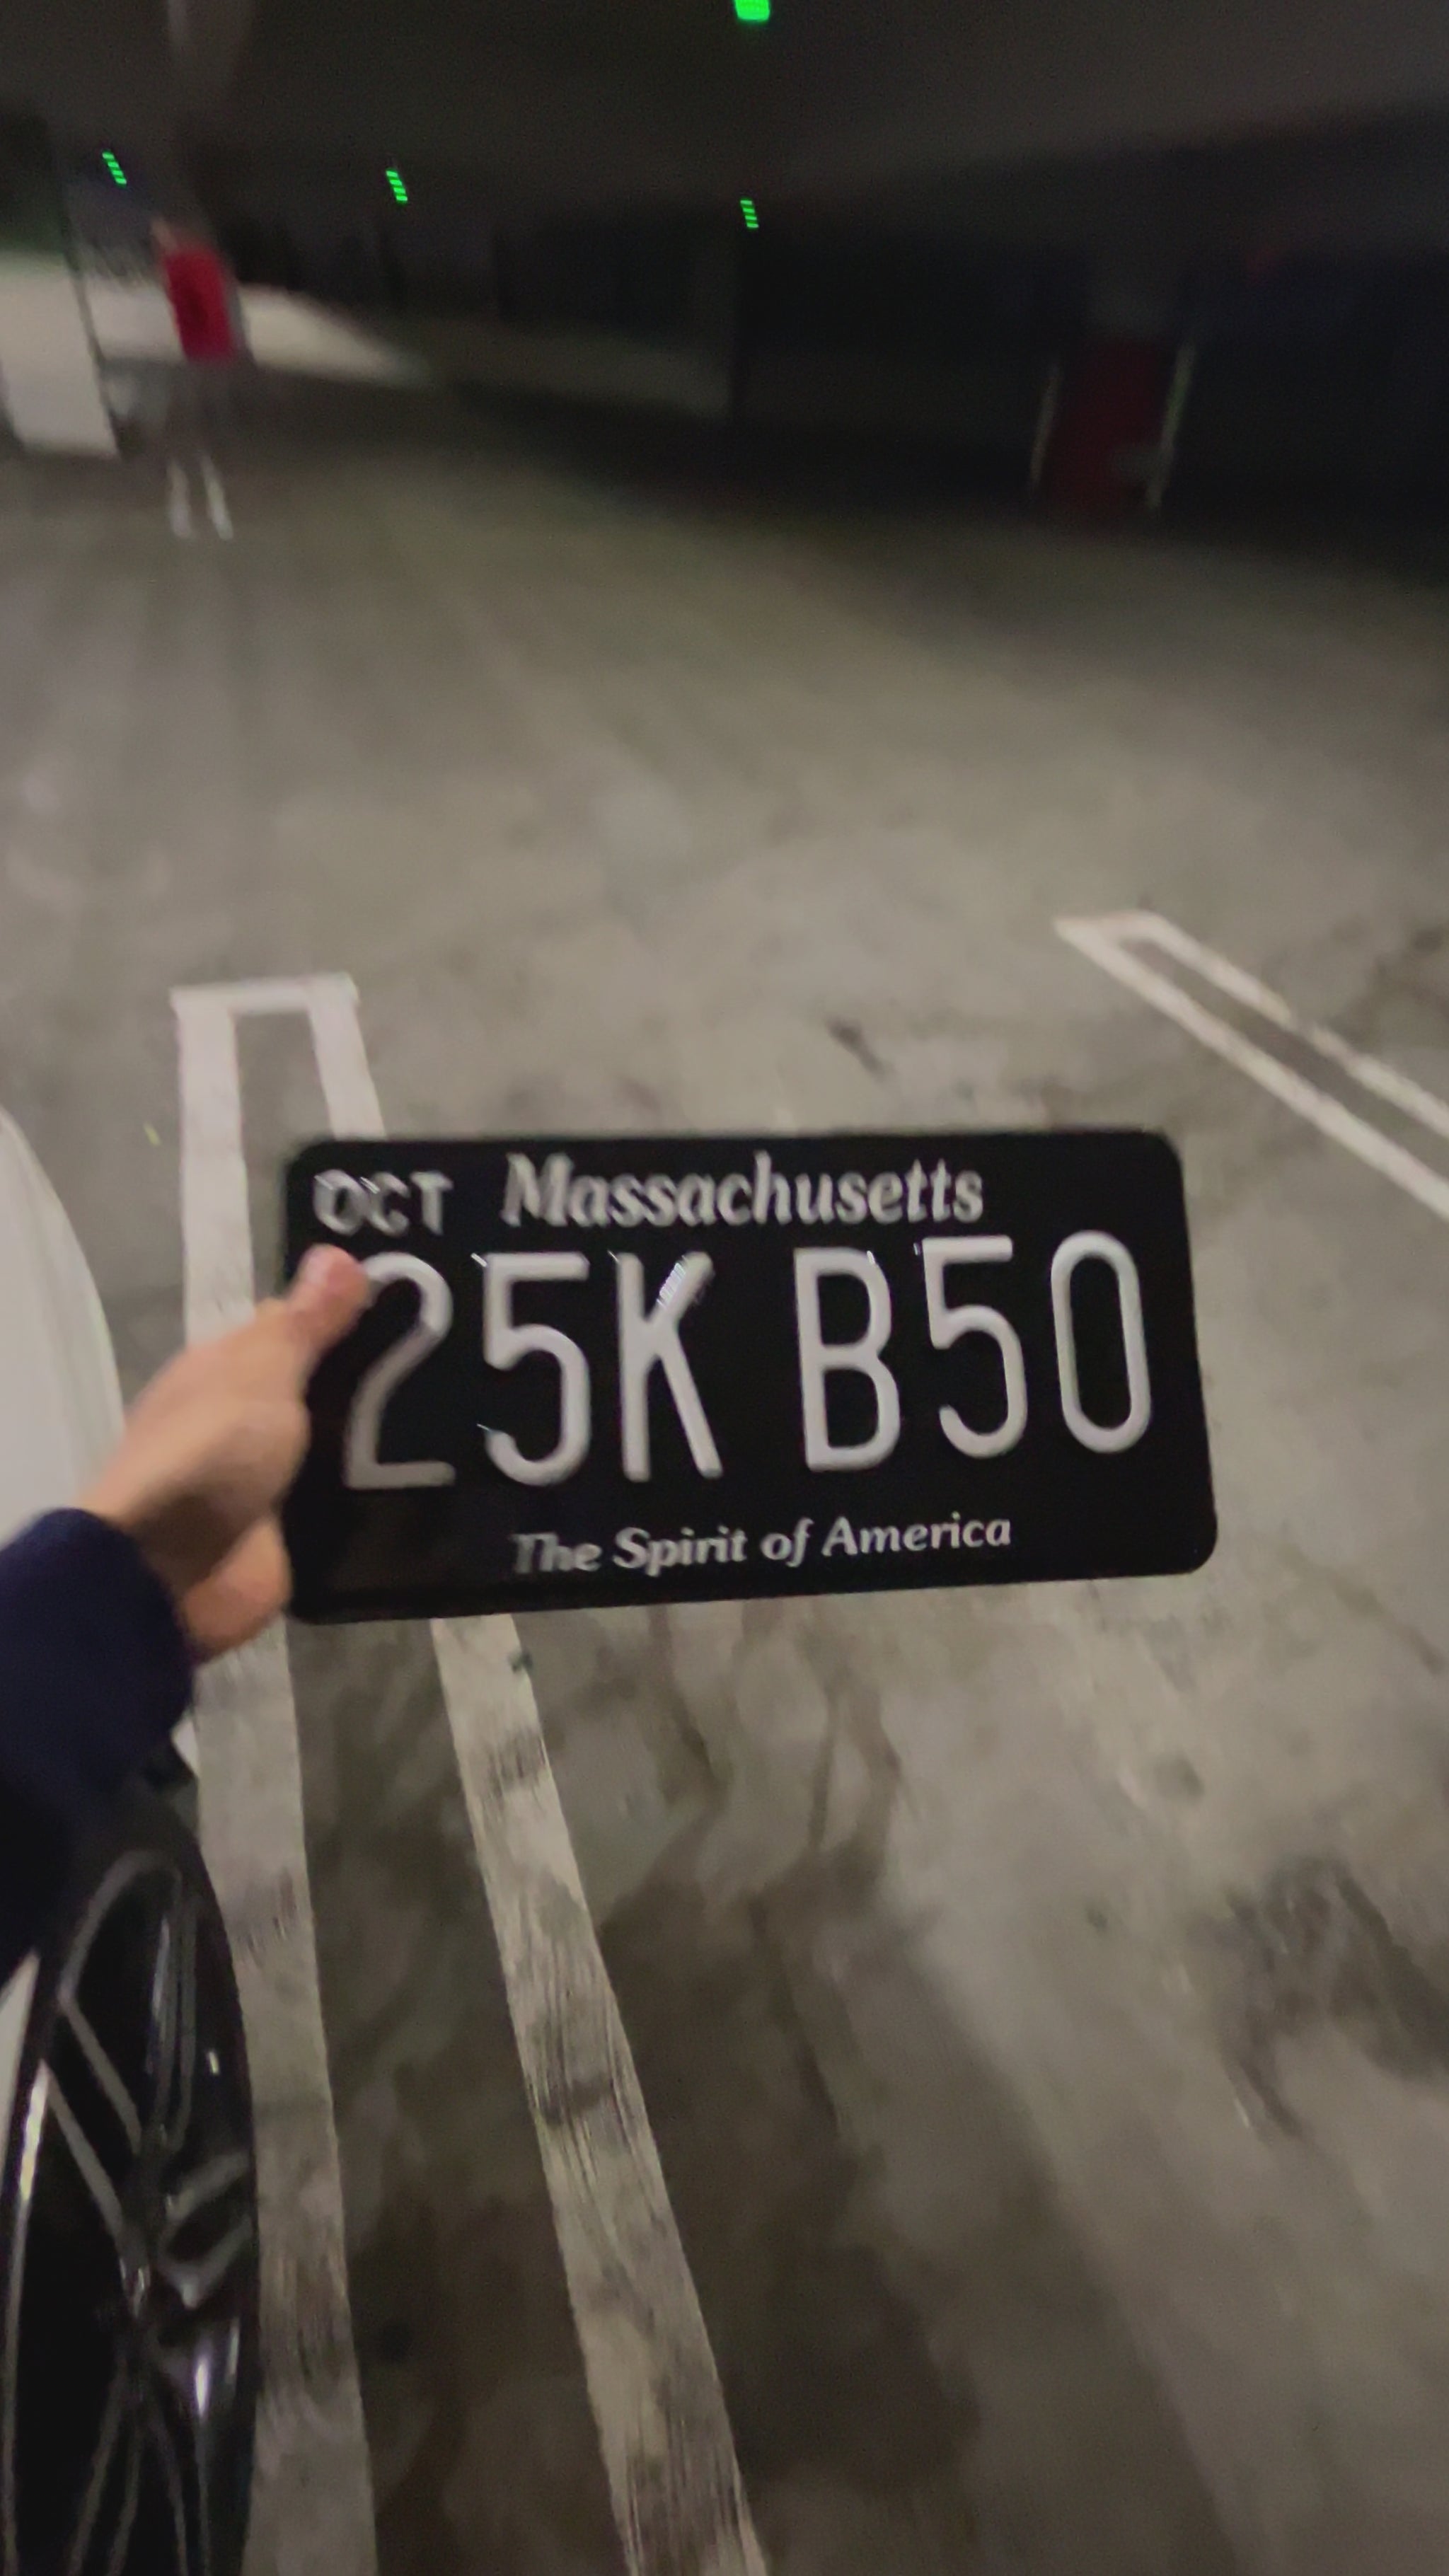 OCT Massachusetts
25K B50
The Spirit of America